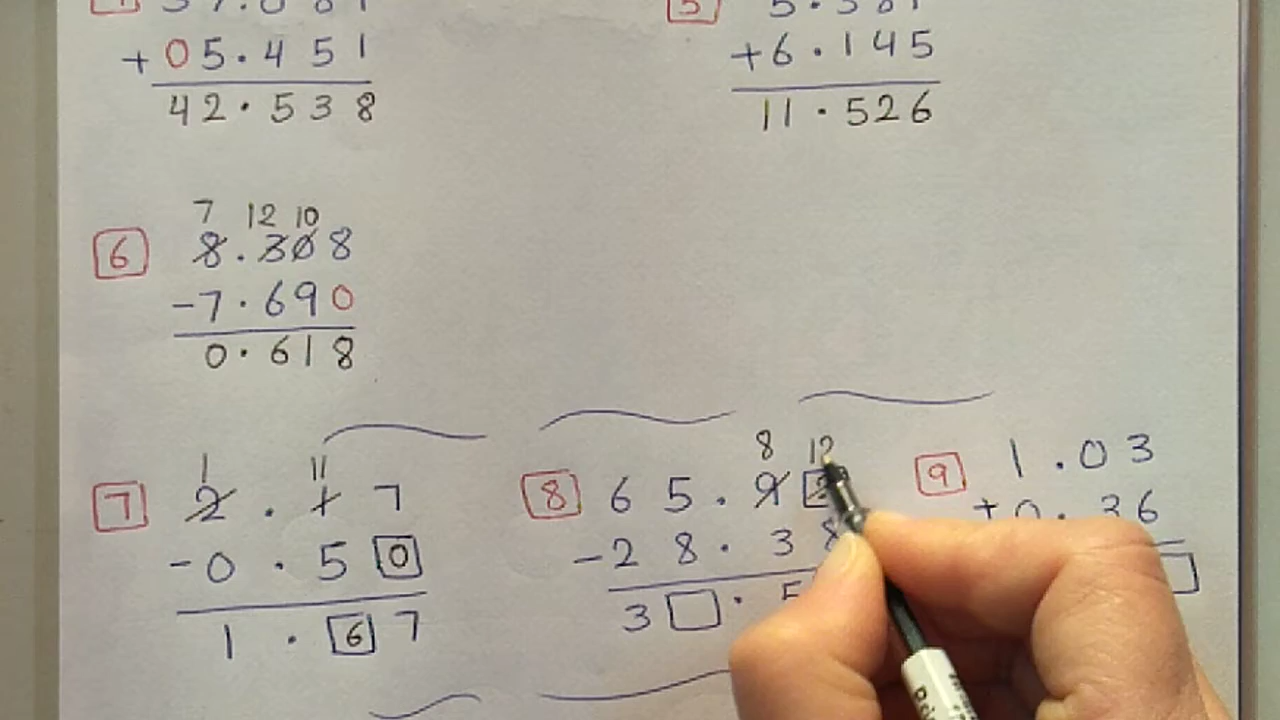 + 05.451 +6.145
42.538 11.526
7 12 10
6 8.308
-7.690
0.618
1 11 8 12
7 2.17 8 65.9 9 1.03
-0.50 -28.38 +0.36
1.67 3□.5